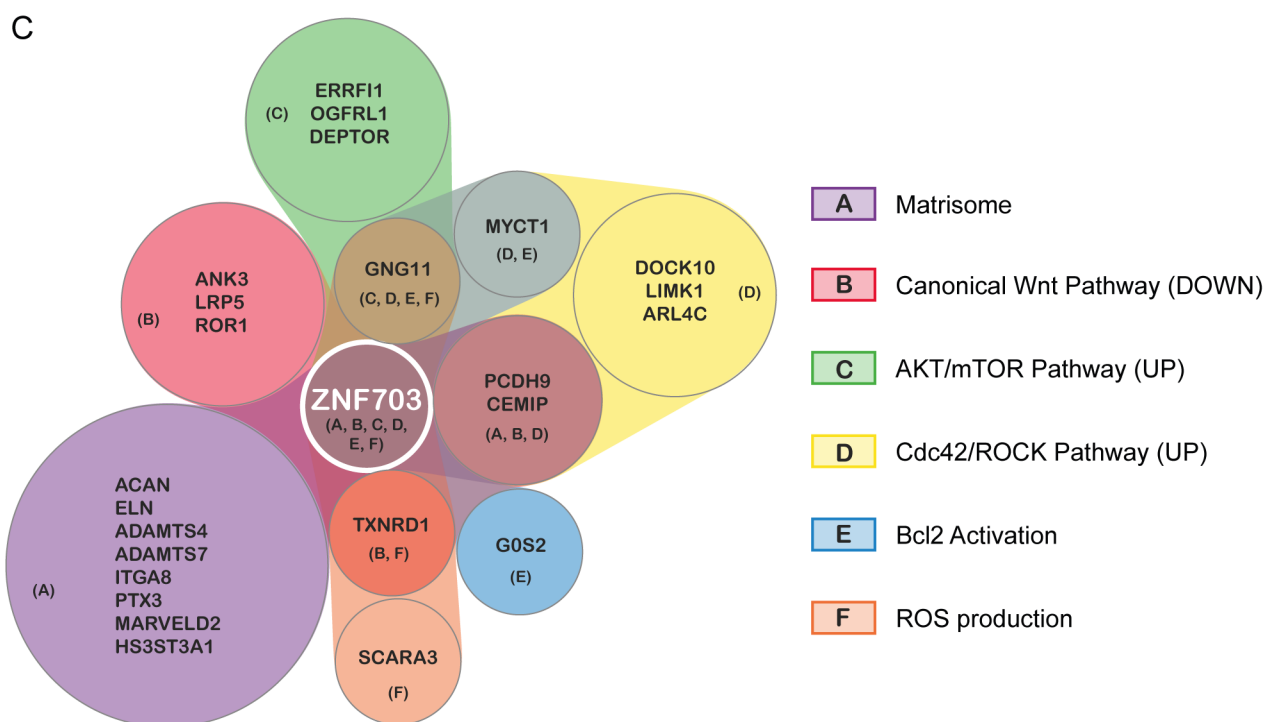 C
ERRFI1
(C) OGFRL1
DEPTOR
MYCT1
(D, E)
GNG11
(C, D, E, F)
DOCK10
LIMK1 (D)
ARL4C
ANK3
LRP5
(B) ROR1
ZNF703
(A, B, C, D,
E, F)
PCDH9
CEMIP
(A, B, D)
ACAN
ELN
ADAMTS4
ADAMTS7
ITGA8
(A) PTX3
MARVELD2
HS3ST3A1
TXNRD1
(B, F)
G0S2
(E)
SCARA3
(F)
A Matrisome
B Canonical Wnt Pathway (DOWN)
C AKT/mTOR Pathway (UP)
D Cdc42/ROCK Pathway (UP)
E Bcl2 Activation
F ROS production